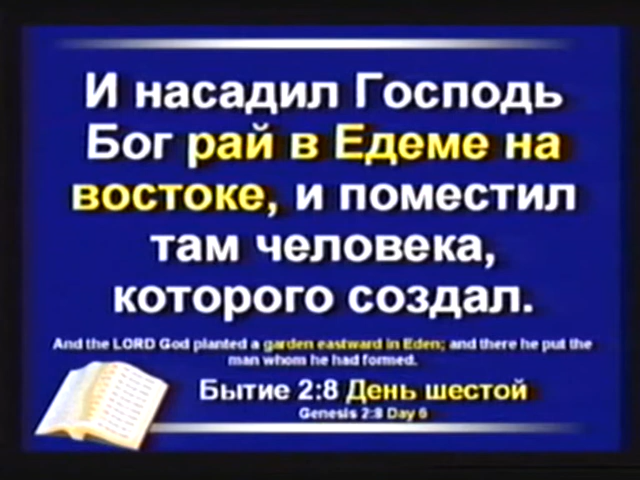 И насадил Господь
Бог рай в Едеме на
востоке, и поместил
там человека,
которого создал.
And the LORD God planted a garden eastward in Eden; and there he put the
man whom he had formed.
Бытие 2:8 День шестой
Genesis 2:8 Day 6